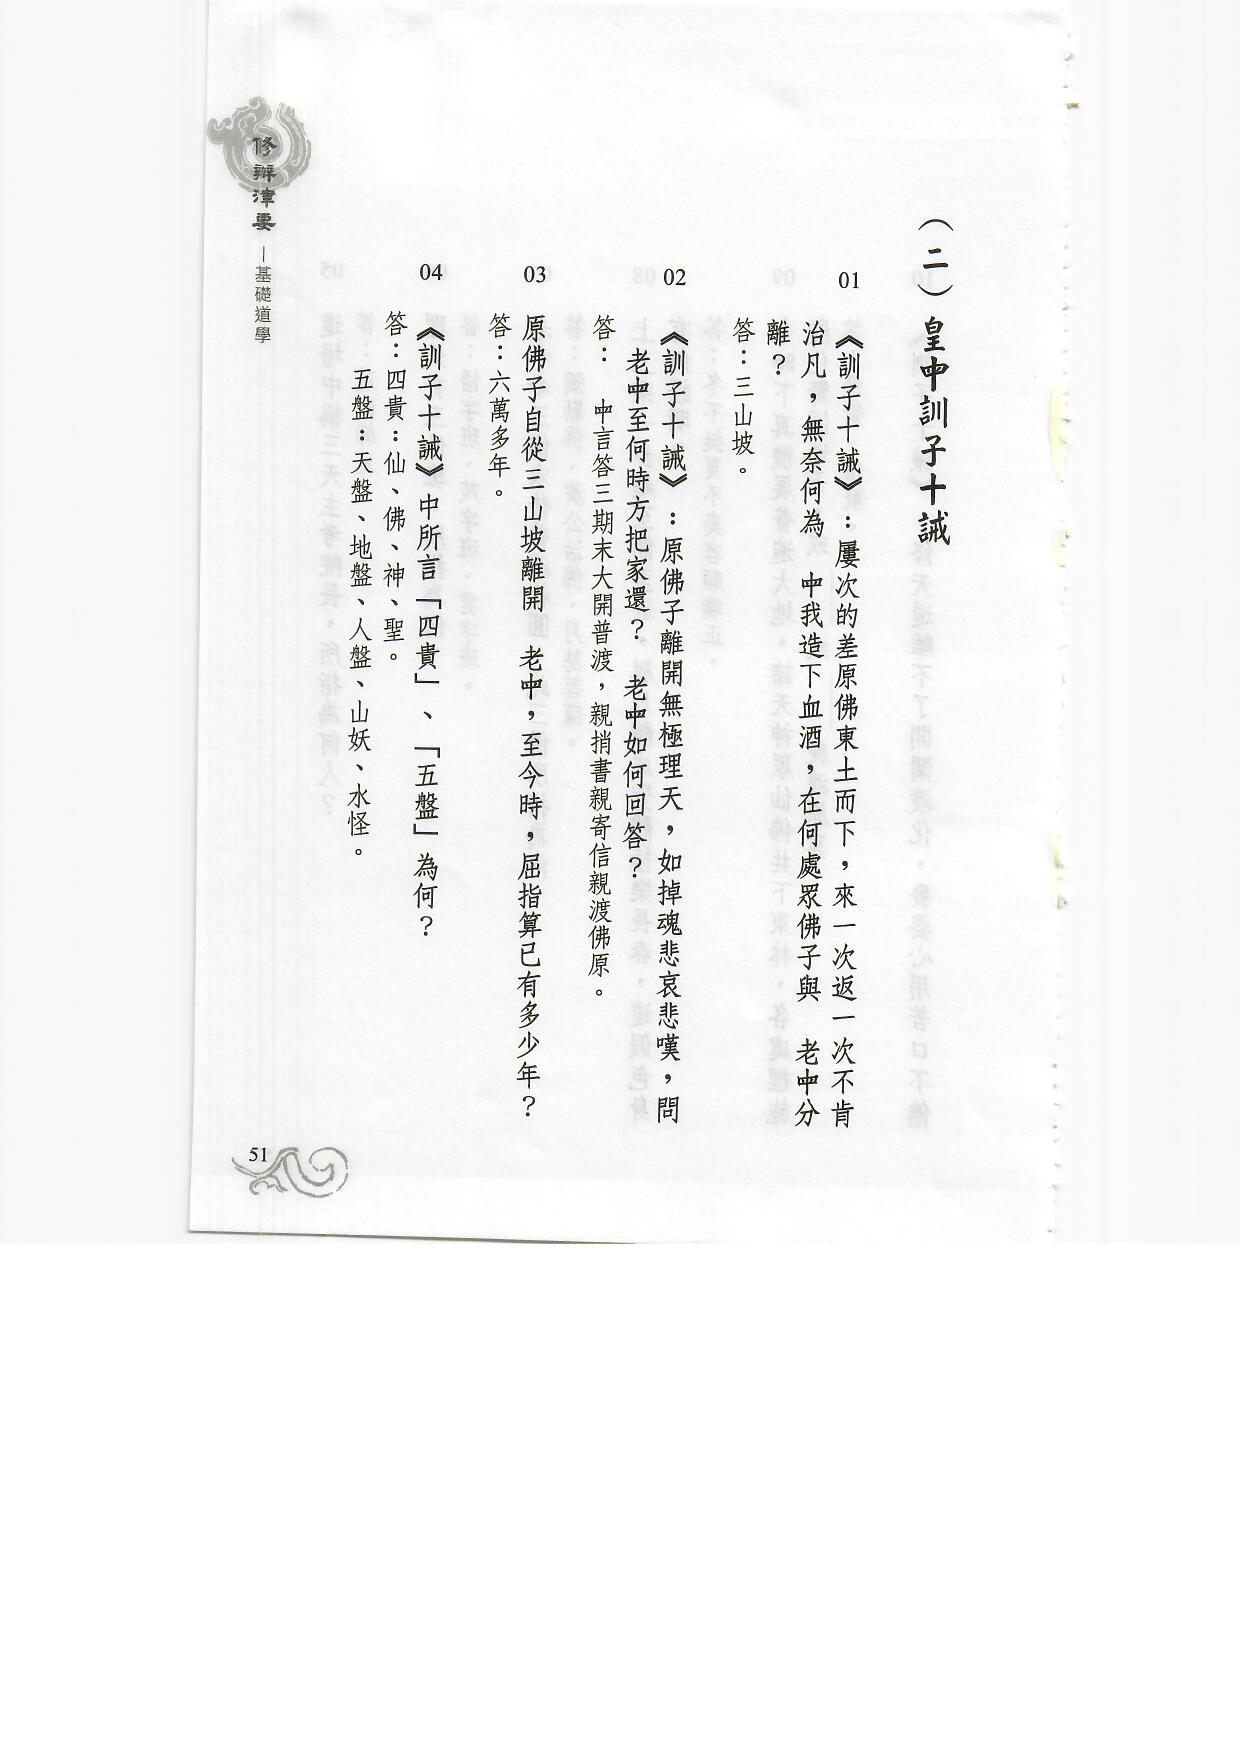 (二)皇中訓子十誡
01
《訓子十誡》:屢次的差原佛東土而下,來一次返一次不肯
治凡,無奈何為 中我造下血酒,在何處眾佛子與 老中分
離?
答:三山坡。
02
《訓子十誡》:原佛子離開無極理天,如掉魂悲哀悲嘆,問
老中至何時方把家還? 老中如何回答?
答: 中言答三期末大開普渡,親捎書親寄信親渡佛原。
03
原佛子自從三山坡離開 老中,至今時,屈指算已有多少年?
答:六萬多年。
04
《訓子十誡》中所言「四貴」、「五盤」為何?
答:四貴:仙、佛、神、聖。
五盤:天盤、地盤、人盤、山妖、水怪。
修辦津要
—基礎道學
51